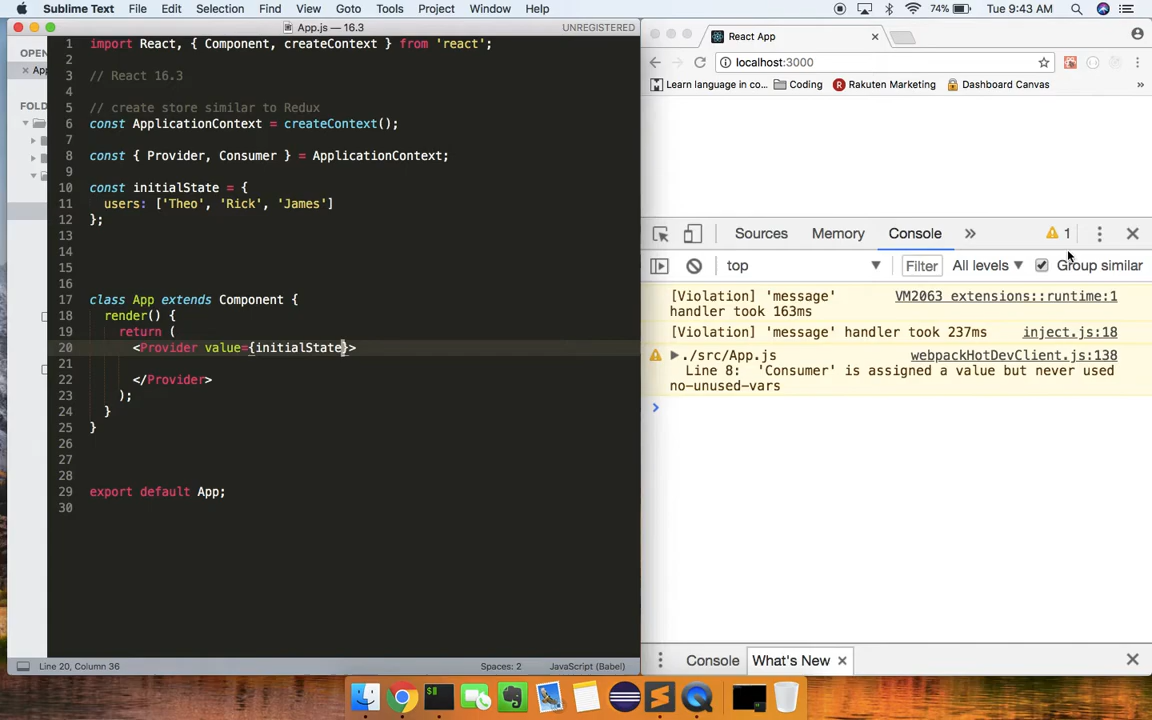 Sublime Text File Edit Selection Find View Goto Tools Project Window Help 74% Tue 9:43 AM
App.js — 16.3 UNREGISTERED
OPEN
App
FOLD
1 import React, { Component, createContext } from 'react';
2
3 // React 16.3
4
5 // create store similar to Redux
6 const ApplicationContext = createContext();
7
8 const { Provider, Consumer } = ApplicationContext;
9
10 const initialState = {
11 users: ['Theo', 'Rick', 'James']
12 };
13
14
15
16
17 class App extends Component {
18 render() {
19 return (
20 <Provider value={initialState}>
21
22 </Provider>
23 );
24 }
25 }
26
27
28
29 export default App;
30
Line 20, Column 36 Spaces: 2 JavaScript (Babel)
React App
localhost:3000
Learn language in co... Coding Rakuten Marketing Dashboard Canvas »
Sources Memory Console » 1
top Filter All levels Group similar
[Violation] 'message' VM2063 extensions::runtime:1
handler took 163ms
[Violation] 'message' handler took 237ms inject.js:18
./src/App.js webpackHotDevClient.js:138
Line 8: 'Consumer' is assigned a value but never used
no-unused-vars
Console What's New